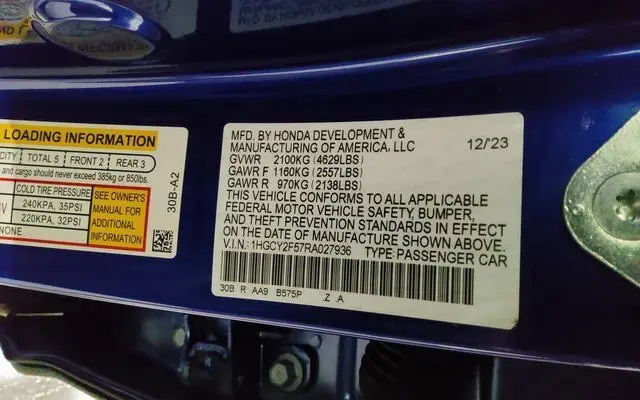 LOADING INFORMATION
CITY TOTAL 5 FRONT 2 REAR 3
and cargo should never exceed 385kg or 850lbs.
COLD TIRE PRESSURE
240KPA, 35PSI
220KPA, 32PSI
NONE
SEE OWNER'S
MANUAL FOR
ADDITIONAL
INFORMATION
30B-A2
MFD. BY HONDA DEVELOPMENT &
MANUFACTURING OF AMERICA, LLC 12/'23
GVWR 2100KG (4629LBS)
GAWR F 1160KG (2557LBS)
GAWR R 970KG (2138LBS)
THIS VEHICLE CONFORMS TO ALL APPLICABLE
FEDERAL MOTOR VEHICLE SAFETY, BUMPER,
AND THEFT PREVENTION STANDARDS IN EFFECT
ON THE DATE OF MANUFACTURE SHOWN ABOVE.
V.I.N.: 1HGCY2F57RA027936 TYPE: PASSENGER CAR
30B R AA9 B575P Z A